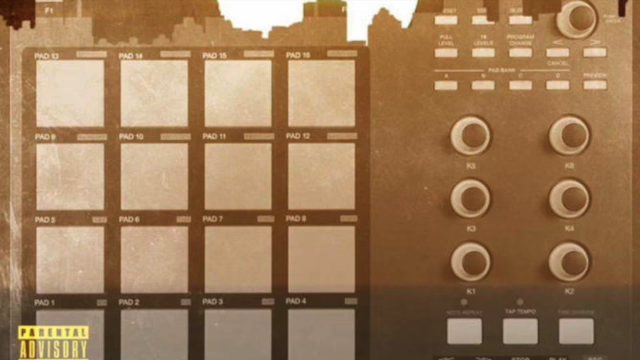 F1
PAD 13 PAD 14 PAD 15 PAD 16
FULL LEVEL 16 LEVELS PROGRAM CHANGE < >
CANCEL
PAD BANK
A B C D PREVIEW
PAD 9 PAD 10 PAD 11 PAD 12
K5 K6
PAD 5 PAD 6 PAD 7 PAD 8
K3 K4
K1 K2
PAD 1 PAD 2 PAD 3 PAD 4
NOTE REPEAT TAP TEMPO TIME DIVISION
PARENTAL
ADVISORY